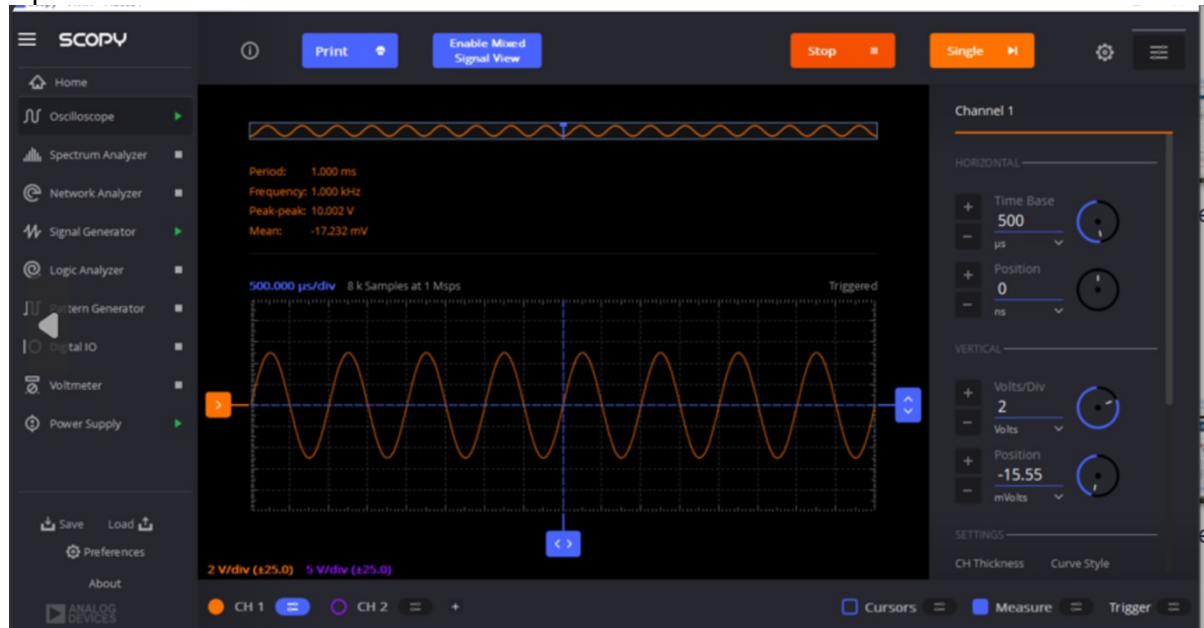 SCOPY
Print
Enable Mixed
Signal View
Stop
Single
Home
Oscilloscope
Spectrum Analyzer
Network Analyzer
Signal Generator
Logic Analyzer
Digital IO
Voltmeter
Power Supply
Save Load
Preferences
About
ANALOG
DEVICES
Period: 1.000 ms
Frequency: 1.000 kHz
Peak-peak: 10.002 V
Mean: -17.232 mV
500.000 µs/div 8 k Samples at 1 Msps Triggered
2 V/div (±25.0) 5 V/div (±25.0)
CH 1 CH 2 +
Cursors Measure Trigger
Channel 1
HORIZONTAL
Time Base
500
µs
Position
0
ns
VERTICAL
Volts/Div
2
Volts
Position
-15.55
mVolts
SETTINGS
CH Thickness Curve Style